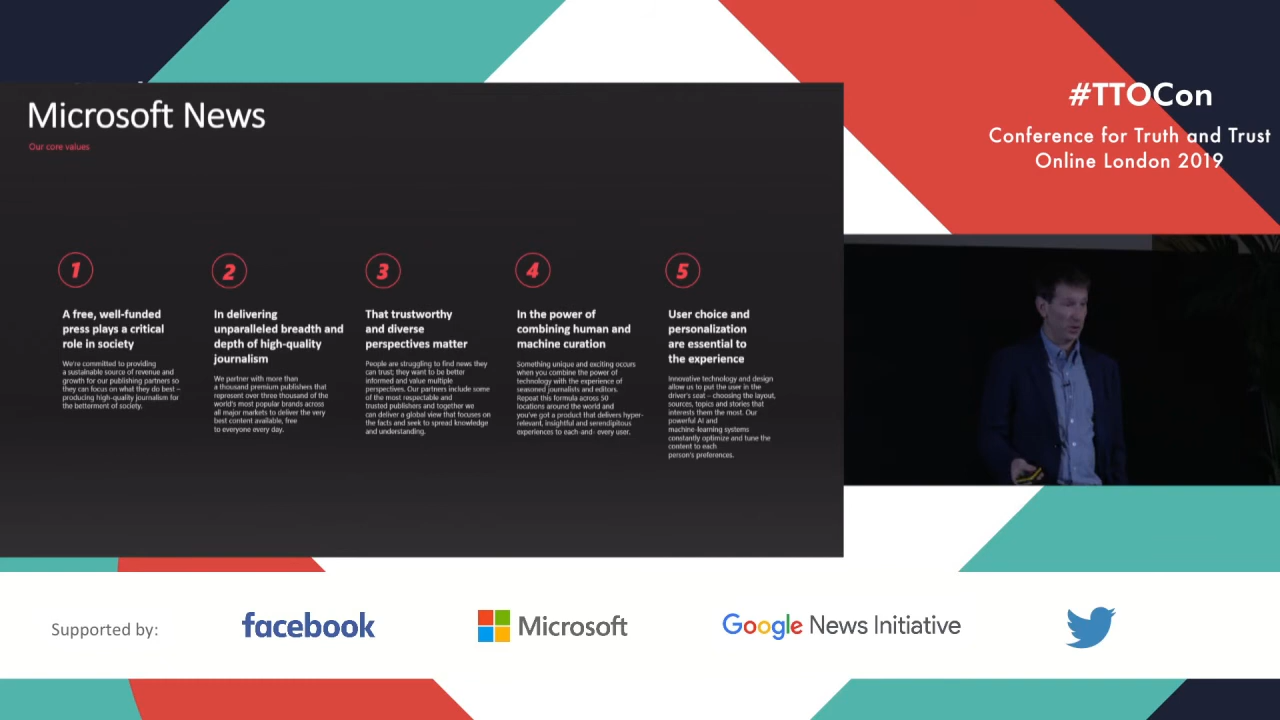 Microsoft News
Our core values
#TTOCon
Conference for Truth and Trust
Online London 2019
1
A free, well-funded
press plays a critical
role in society
We're committed to providing
a sustainable source of revenue and
growth for our publishing partners so
they can focus on what they do best –
producing high-quality journalism for
the betterment of society.
2
In delivering
unparalleled breadth and
depth of high-quality
journalism
We partner with more than
a thousand premium publishers that
represent over three thousand of the
world's most popular brands across
all major markets to deliver the very
best content available, free
to everyone every day.
3
That trustworthy
and diverse
perspectives matter
People are struggling to find news they
can trust; they want to be better
informed and value multiple
perspectives. Our partners include some
of the most respectable and
trusted publishers and together we
can deliver a global view that focuses on
the facts and seek to spread knowledge
and understanding.
4
In the power of
combining human and
machine curation
Something unique and exciting occurs
when you combine the power of
technology with the experience of
seasoned journalists and editors.
Repeat this formula across 50
locations around the world and
you've got a product that delivers hyper-
relevant, insightful and serendipitous
experiences to each-and- every user.
5
User choice and
personalization
are essential to
the experience
Innovative technology and design
allow us to put the user in the
driver's seat – choosing the layout,
sources, topics and stories that
interests them the most. Our
powerful AI and
machine-learning systems
constantly optimize and tune the
content to each
person's preferences.
Supported by:
facebook
Microsoft
Google News Initiative